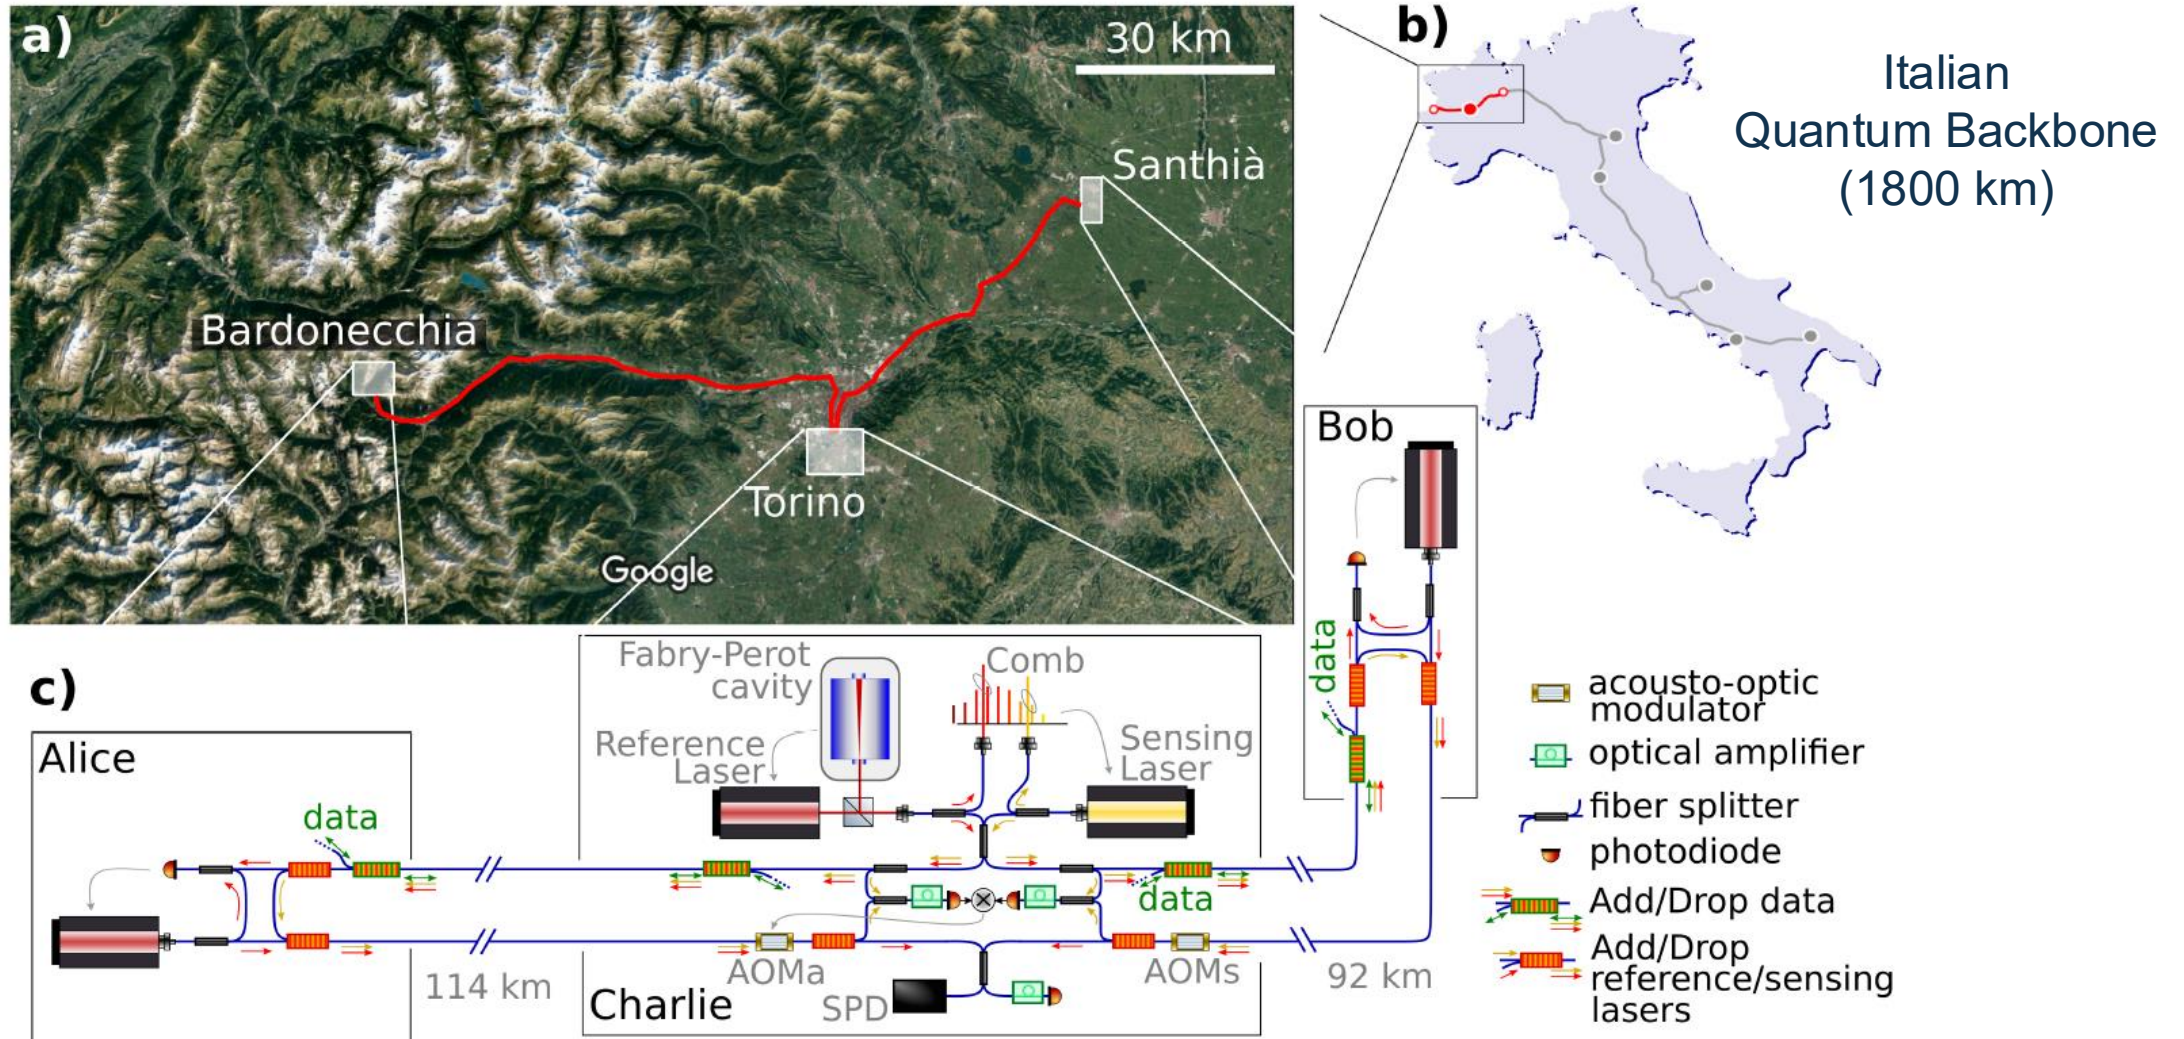 a)
30 km
Santhià
Bardonecchia
Torino
Google
b)
Italian
Quantum Backbone
(1800 km)
c)
Alice
data
114 km
Charlie
Fabry-Perot
cavity
Reference
Laser
Comb
Sensing
Laser
data
AOMa
AOMs
SPD
92 km
Bob
data
acousto-optic
modulator
optical amplifier
fiber splitter
photodiode
Add/Drop data
Add/Drop
reference/sensing
lasers